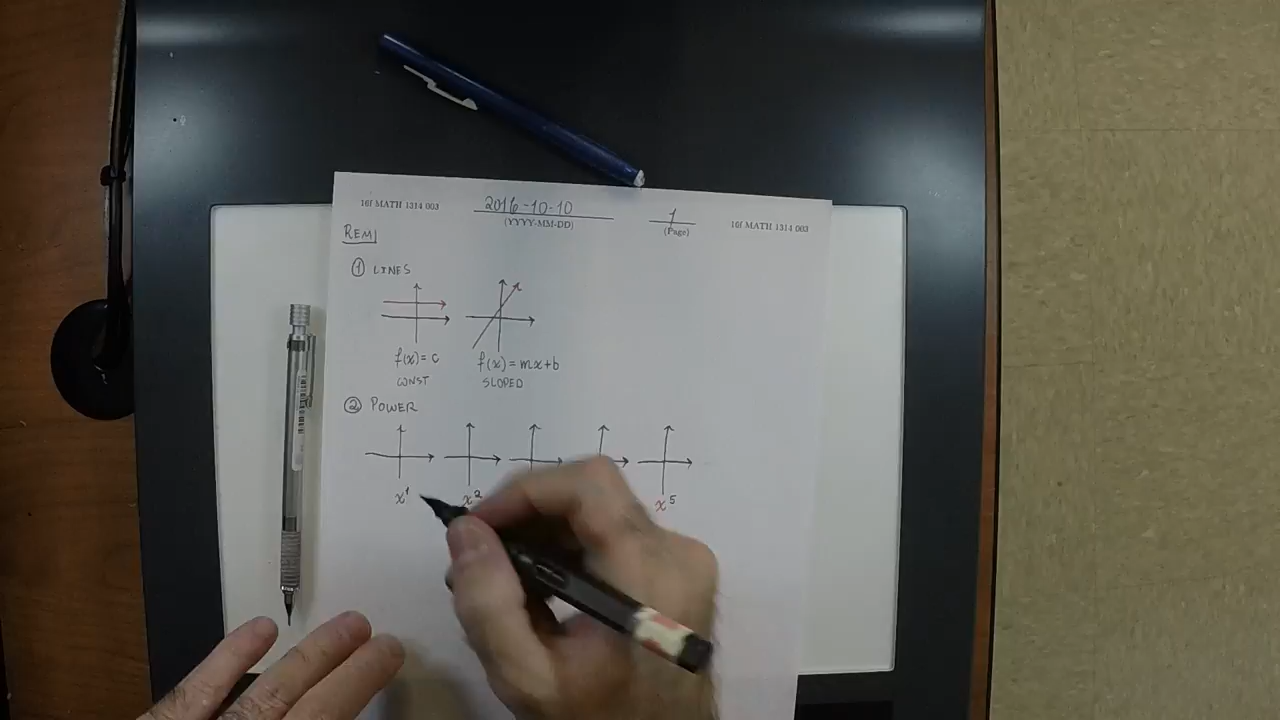 16f MATH 1314 003 2016-10-10 1 16f MATH 1314 003
(YYYY-MM-DD) (Page)
REM
① LINES
f(x)=c f(x)=mx+b
CONST SLOPED
② POWER
x¹ x² x⁵